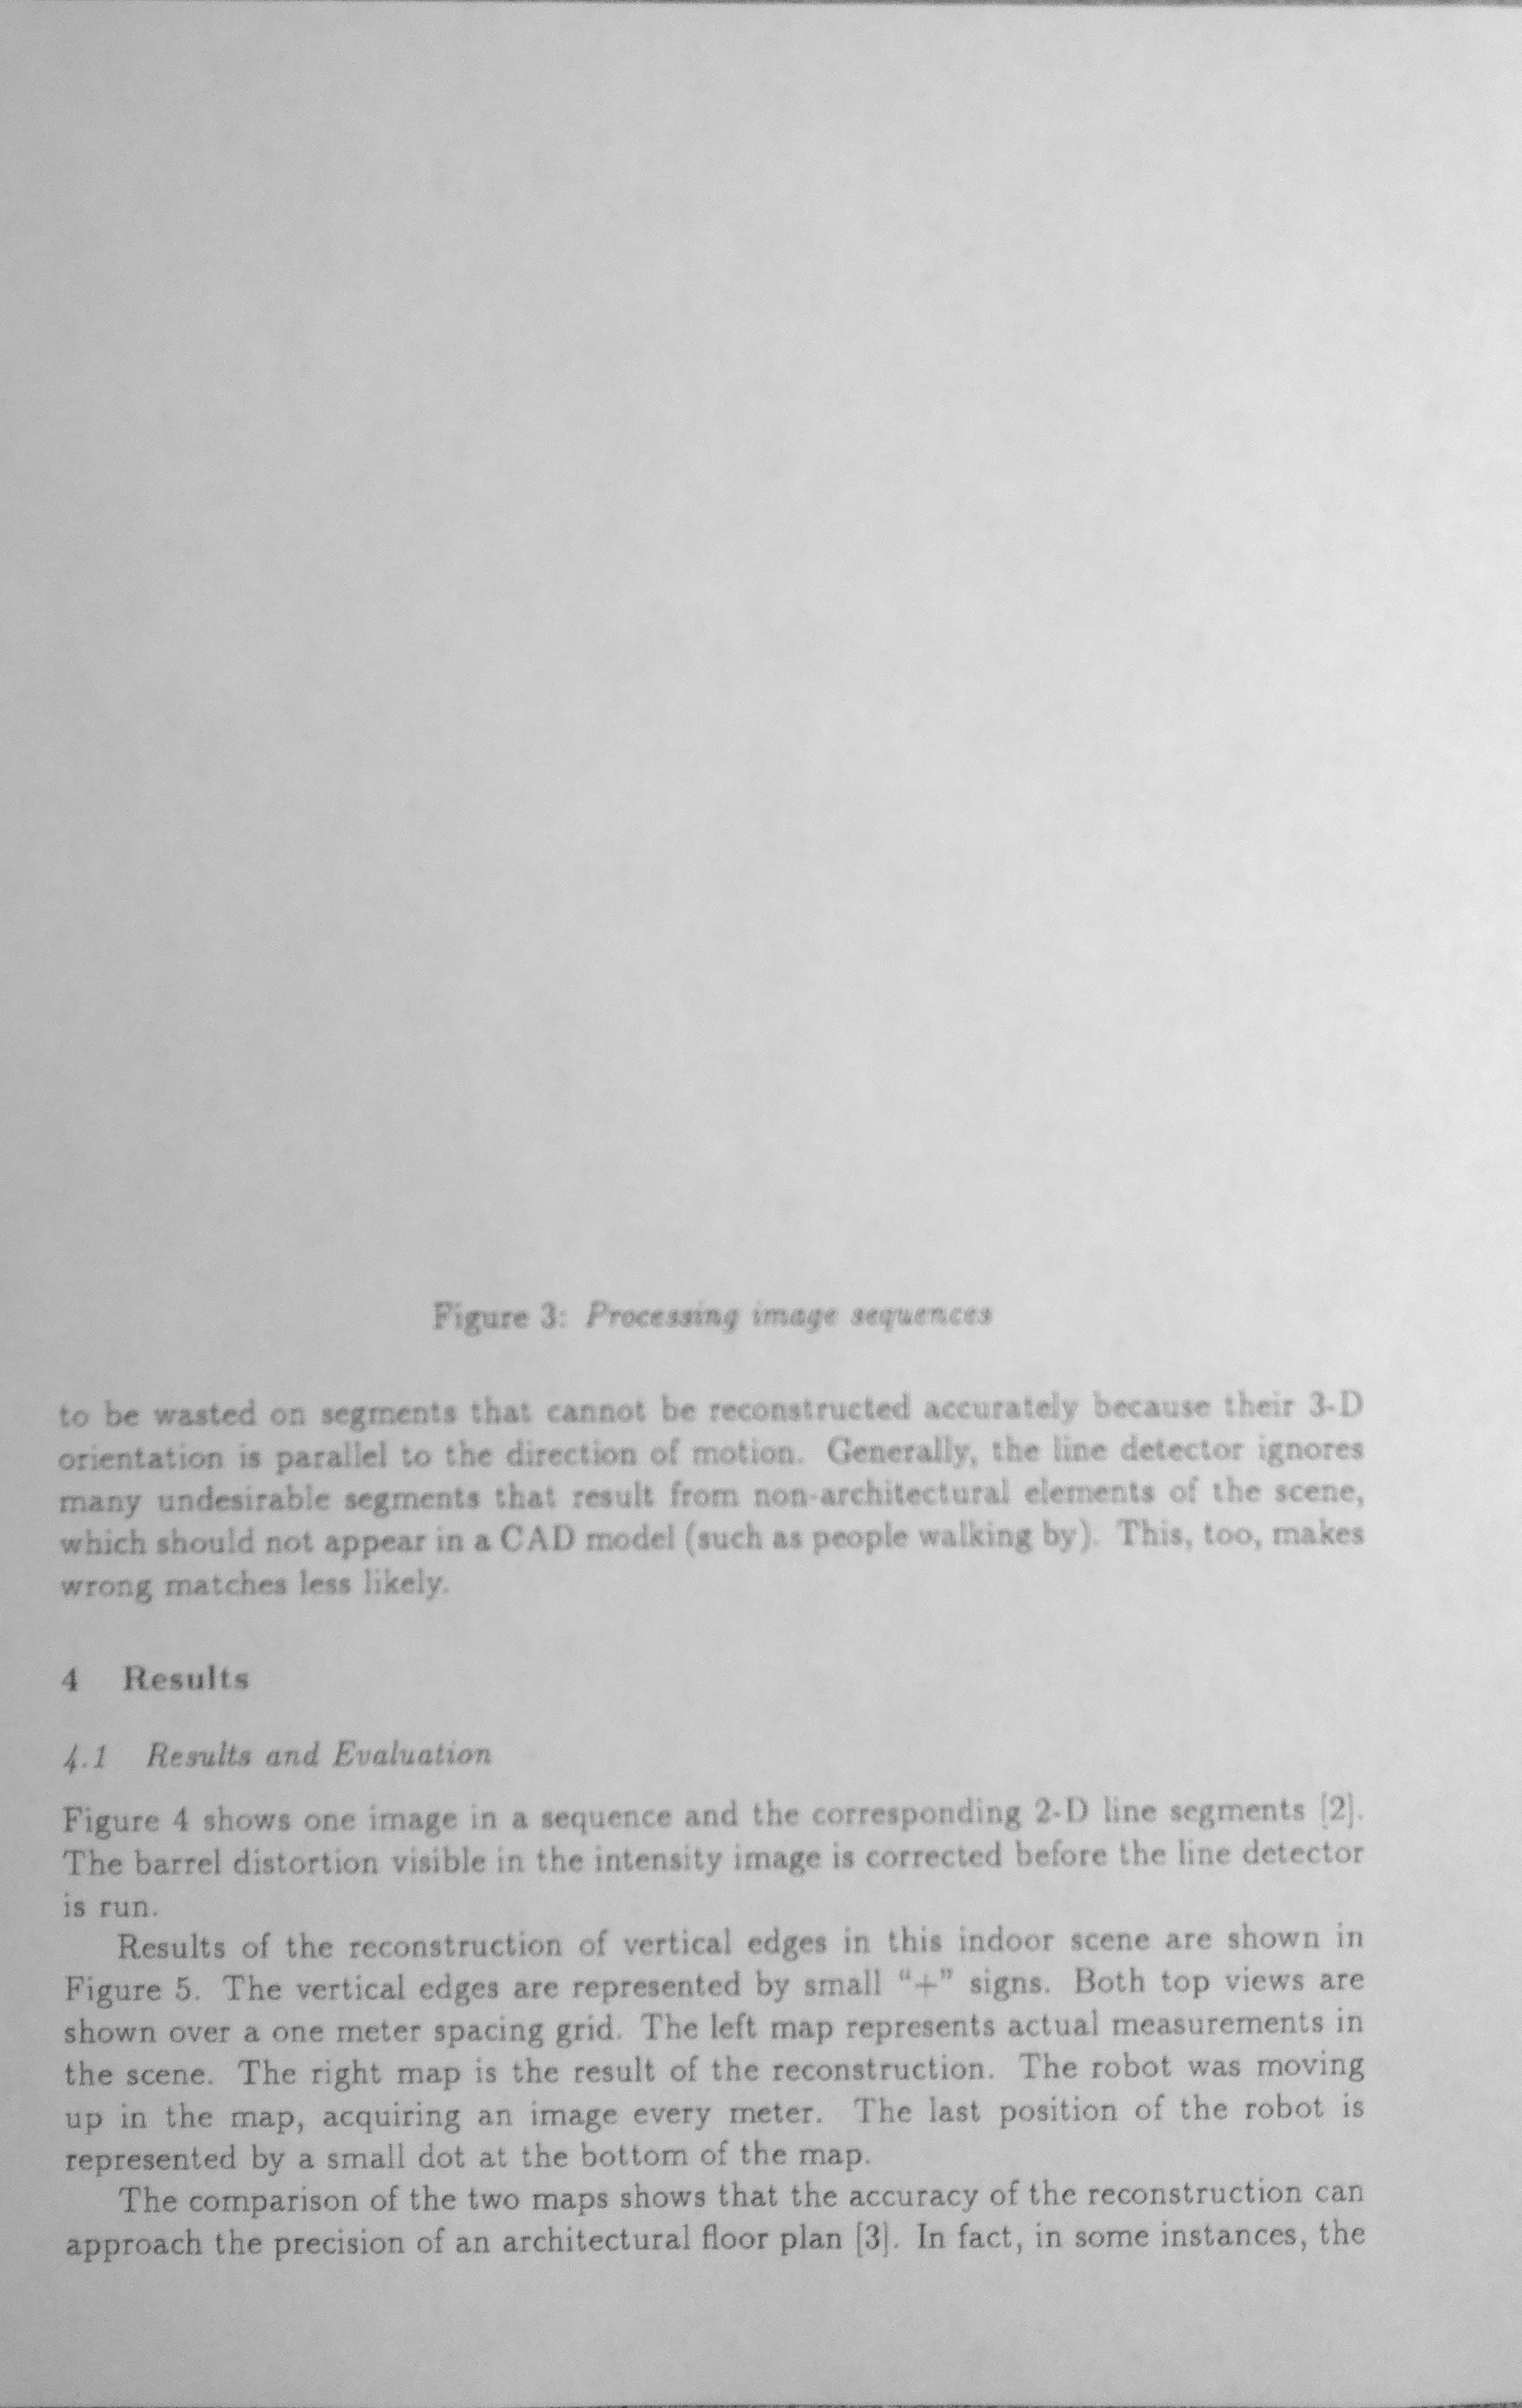 Figure 3: Processing image sequences
to be wasted on segments that cannot be reconstructed accurately because their 3-D
orientation is parallel to the direction of motion. Generally, the line detector ignores
many undesirable segments that result from non-architectural elements of the scene,
which should not appear in a CAD model (such as people walking by). This, too, makes
wrong matches less likely.
4 Results
4.1 Results and Evaluation
Figure 4 shows one image in a sequence and the corresponding 2-D line segments [2].
The barrel distortion visible in the intensity image is corrected before the line detector
is run.
Results of the reconstruction of vertical edges in this indoor scene are shown in
Figure 5. The vertical edges are represented by small “+” signs. Both top views are
shown over a one meter spacing grid. The left map represents actual measurements in
the scene. The right map is the result of the reconstruction. The robot was moving
up in the map, acquiring an image every meter. The last position of the robot is
represented by a small dot at the bottom of the map.
The comparison of the two maps shows that the accuracy of the reconstruction can
approach the precision of an architectural floor plan [3]. In fact, in some instances, the